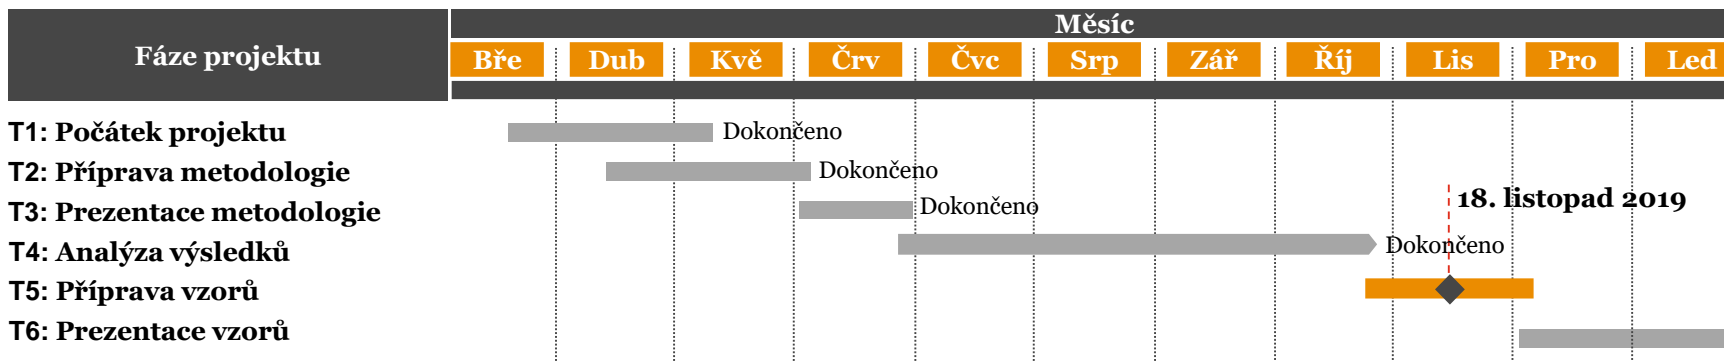 Měsíc
Fáze projektu
Bře Dub Kvě Črv Čvc Srp Zář Říj Lis Pro Led
T1: Počátek projektu Dokončeno
T2: Příprava metodologie Dokončeno
T3: Prezentace metodologie Dokončeno 18. listopad 2019
T4: Analýza výsledků Dokončeno
T5: Příprava vzorů
T6: Prezentace vzorů